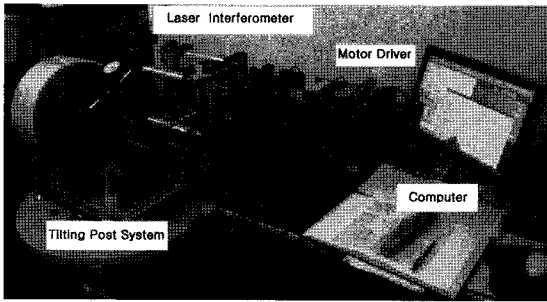 Laser Interferometer
Motor Driver
Computer
Tilting Post System